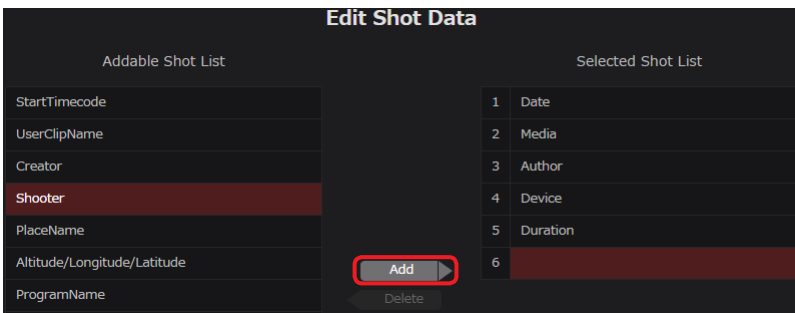 Edit Shot Data
Addable Shot List
StartTimecode
UserClipName
Creator
Shooter
PlaceName
Altitude/Longitude/Latitude
ProgramName
Add
Delete
Selected Shot List
1 Date
2 Media
3 Author
4 Device
5 Duration
6